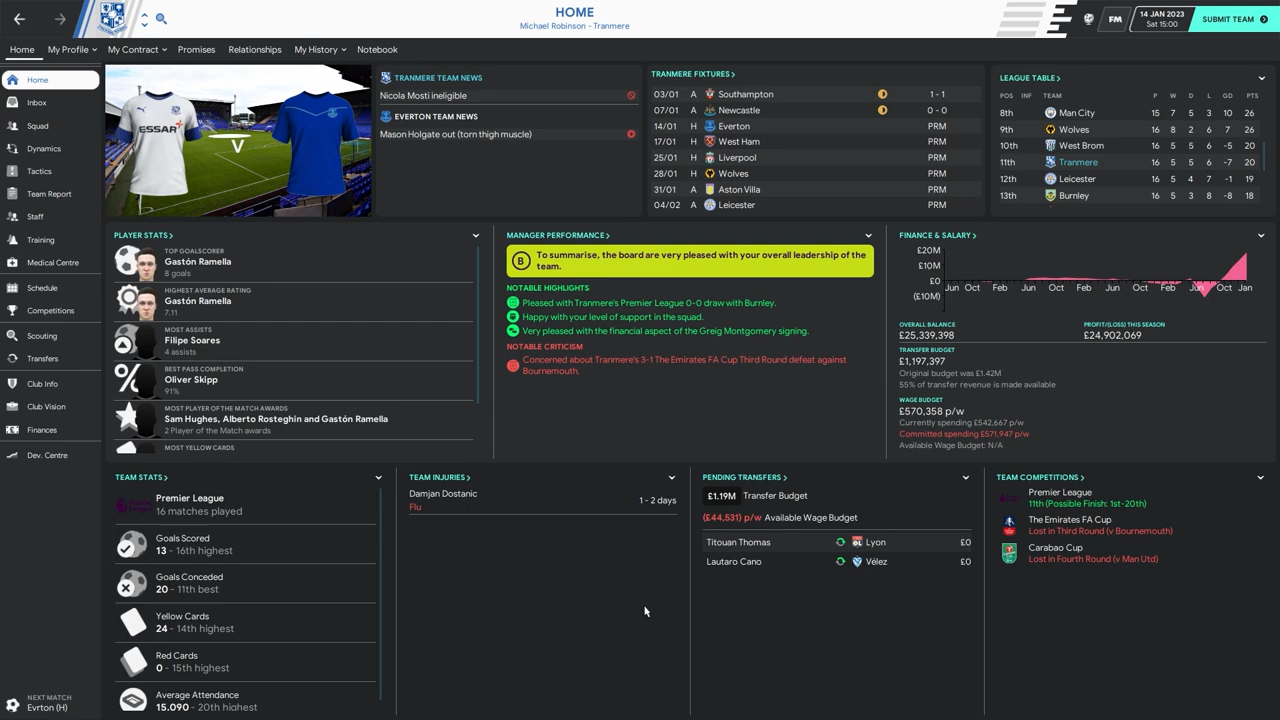 HOME
Michael Robinson - Tranmere
FM
14 JAN 2023
Sat 15:00
SUBMIT TEAM
Home
My Profile
My Contract
Promises
Relationships
My History
Notebook
Home
Inbox
Squad
Dynamics
Tactics
Team Report
Staff
Training
Medical Centre
Schedule
Competitions
Scouting
Transfers
Club Info
Club Vision
Finances
Dev. Centre
NEXT MATCH
Evrton (H)
ESSAR
V
TRANMERE TEAM NEWS
Nicola Mosti ineligible
EVERTON TEAM NEWS
Mason Holgate out (torn thigh muscle)
TRANMERE FIXTURES
03/01 A Southampton 1 - 1
07/01 A Newcastle 0 - 0
14/01 H Everton PRM
17/01 H West Ham PRM
25/01 H Liverpool PRM
28/01 H Wolves PRM
31/01 A Aston Villa PRM
04/02 A Leicester PRM
LEAGUE TABLE
POS INF TEAM P W D L GD PTS
8th Man City 15 7 5 3 10 26
9th Wolves 16 8 2 6 7 26
10th West Brom 16 5 5 6 -5 20
11th Tranmere 16 5 5 6 -7 20
12th Leicester 16 5 4 7 -1 19
13th Burnley 16 5 3 8 -8 18
PLAYER STATS
TOP GOALSCORER
Gastón Ramella
8 goals
HIGHEST AVERAGE RATING
Gastón Ramella
7.11
MOST ASSISTS
Filipe Soares
4 assists
BEST PASS COMPLETION
Oliver Skipp
91%
MOST PLAYER OF THE MATCH AWARDS
Sam Hughes, Alberto Rosteghin and Gastón Ramella
2 Player of the Match awards
MOST YELLOW CARDS
MANAGER PERFORMANCE
B
To summarise, the board are very pleased with your overall leadership of the
team.
NOTABLE HIGHLIGHTS
Pleased with Tranmere's Premier League 0-0 draw with Burnley.
Happy with your level of support in the squad.
Very pleased with the financial aspect of the Greig Montgomery signing.
NOTABLE CRITICISM
Concerned about Tranmere's 3-1 The Emirates FA Cup Third Round defeat against
Bournemouth.
FINANCE & SALARY
£20M
£10M
£0
(£10M)
Jun Oct Feb Jun Oct Feb Jun Oct Feb Jun Oct Jan
OVERALL BALANCE
£25,339,398
PROFIT/(LOSS) THIS SEASON
£24,902,069
TRANSFER BUDGET
£1,197,397
Original budget was £1.42M
55% of transfer revenue is made available
WAGE BUDGET
£570,358 p/w
Currently spending £542,667 p/w
Committed spending £571,947 p/w
Available Wage Budget: N/A
TEAM STATS
Premier League
16 matches played
Goals Scored
13 - 16th highest
Goals Conceded
20 - 11th best
Yellow Cards
24 - 14th highest
Red Cards
0 - 15th highest
Average Attendance
15,090 - 20th highest
TEAM INJURIES
Damjan Dostanic
Flu
1 - 2 days
PENDING TRANSFERS
£1.19M Transfer Budget
(£44,531) p/w Available Wage Budget
Titouan Thomas Lyon £0
Lautaro Cano Vélez £0
TEAM COMPETITIONS
Premier League
11th (Possible Finish: 1st-20th)
The Emirates FA Cup
Lost in Third Round (v Bournemouth)
Carabao Cup
Lost in Fourth Round (v Man Utd)